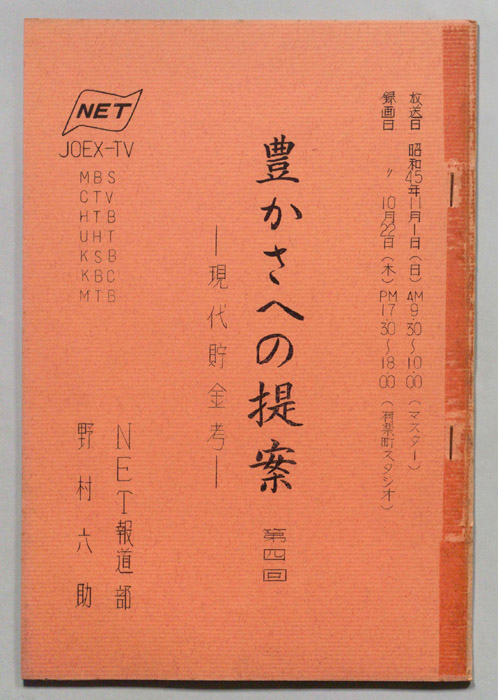 放送日 昭和45年11月1日(日)AM9.30~10.00(マスター)
録画日 〃 10月22日(木)PM17.30~18.00(有楽町スタジオ)
豊かさへの提案 第四回
―現代貯金考―
NET
JOEX-TV
MBS
CTV
HTB
UHT
KSB
KBC
MTB
NET報道部
野村六助